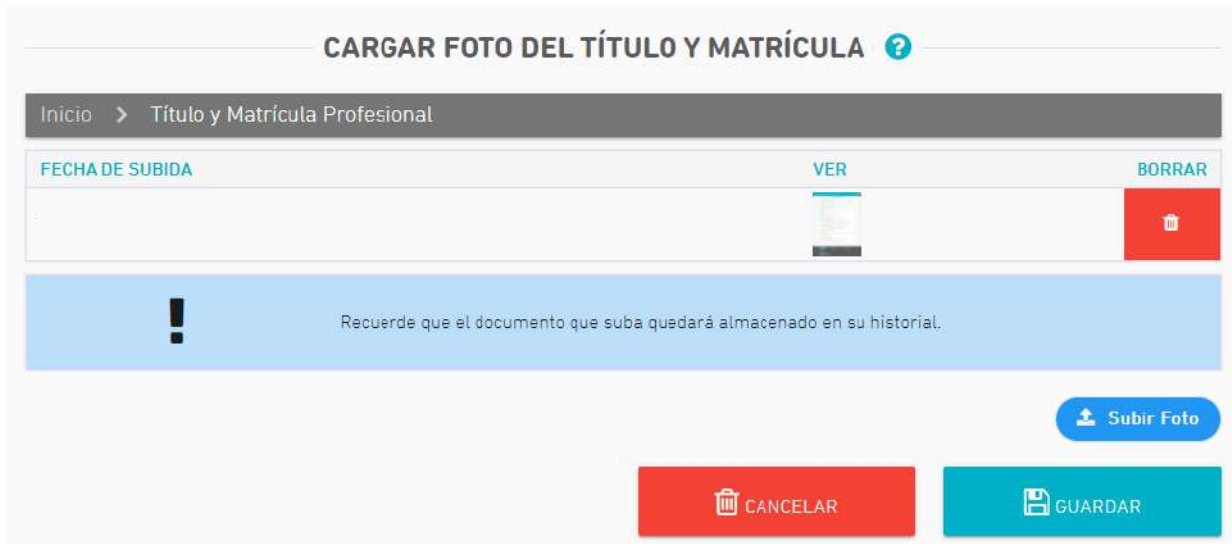 CARGAR FOTO DEL TÍTULO Y MATRÍCULA ?
Inicio > Título y Matrícula Profesional
FECHA DE SUBIDA VER BORRAR
Recuerde que el documento que suba quedará almacenado en su historial.
Subir Foto
CANCELAR GUARDAR